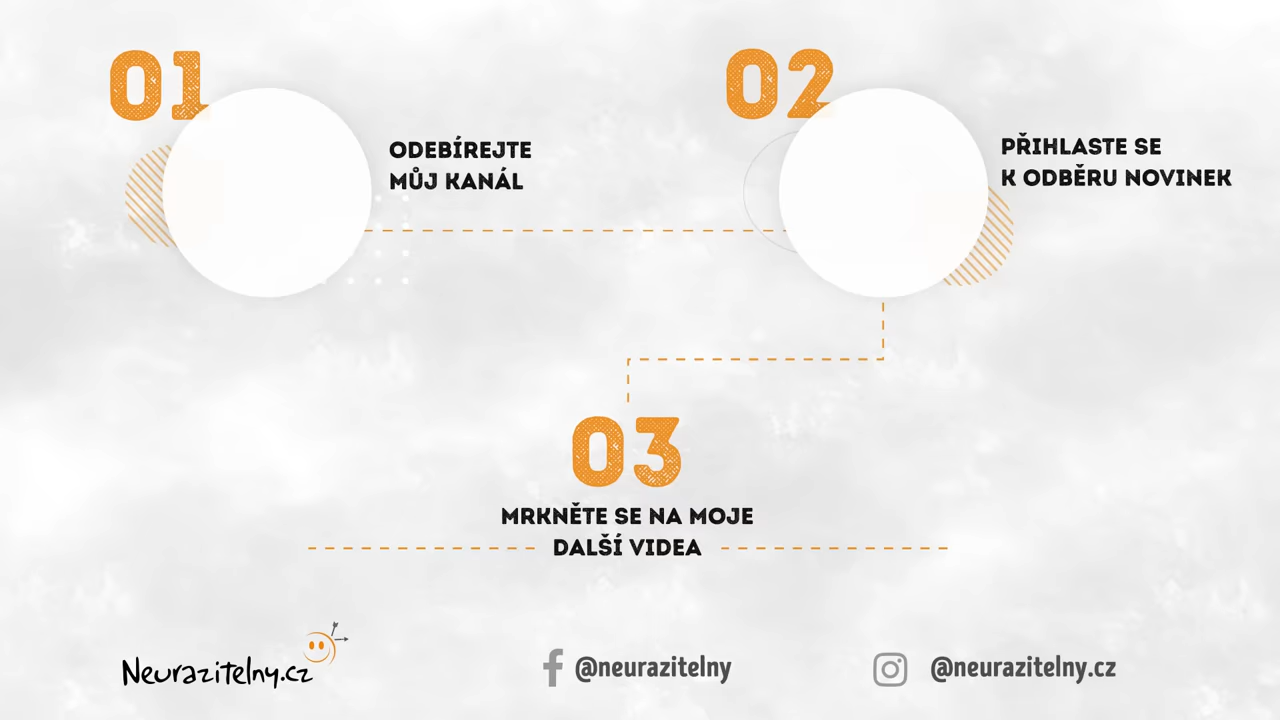 01
ODEBÍREJTE
MŮJ KANÁL
02
PŘIHLASTE SE
K ODBĚRU NOVINEK
03
MRKNĚTE SE NA MOJE
DALŠÍ VIDEA
Neurazitelny.cz
@neurazitelny
@neurazitelny.cz